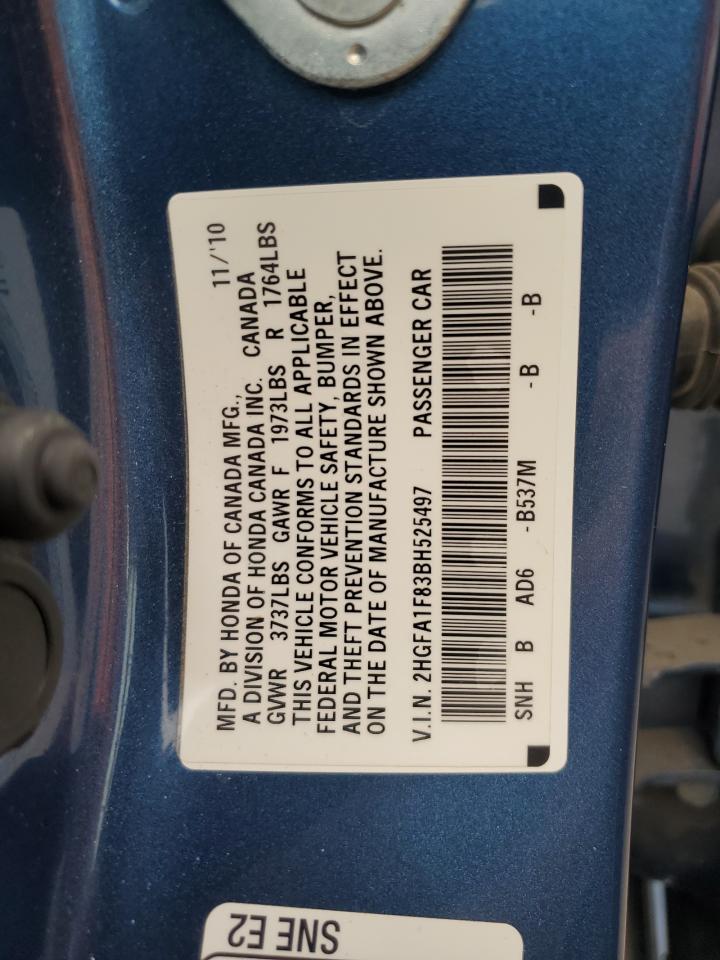 MFD. BY HONDA OF CANADA MFG., 11/'10
A DIVISION OF HONDA CANADA INC. CANADA
GVWR 3737LBS GAWR F 1973LBS R 1764LBS
THIS VEHICLE CONFORMS TO ALL APPLICABLE
FEDERAL MOTOR VEHICLE SAFETY, BUMPER,
AND THEFT PREVENTION STANDARDS IN EFFECT
ON THE DATE OF MANUFACTURE SHOWN ABOVE.
V.I.N. 2HGFA1F83BH525497 PASSENGER CAR
SNH B AD6 -B537M -B -B
SNE E2